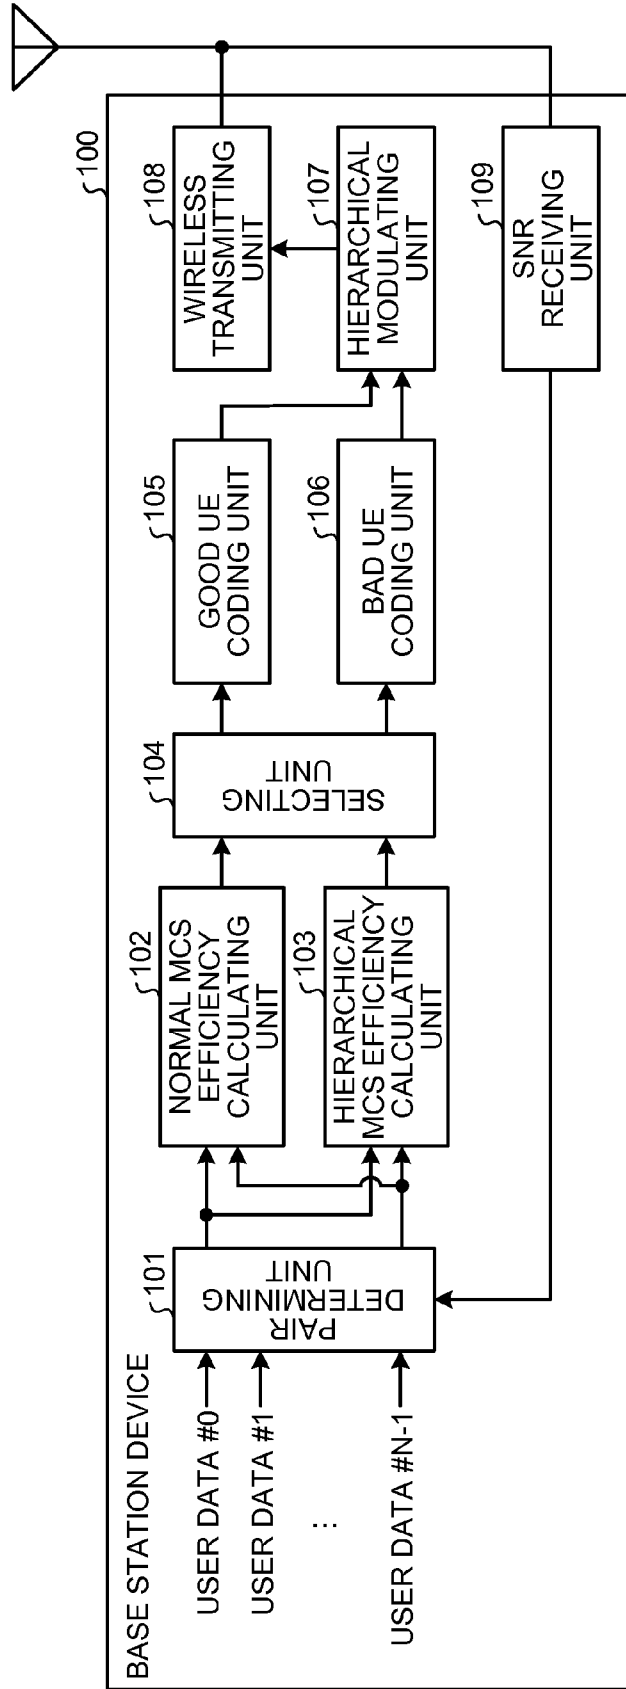 BASE STATION DEVICE
100
USER DATA #0
USER DATA #1
...
USER DATA #N-1
101
PAIR
DETERMINING
UNIT
102
NORMAL MCS
EFFICIENCY
CALCULATING
UNIT
103
HIERARCHICAL
MCS EFFICIENCY
CALCULATING
UNIT
104
SELECTING
UNIT
105
GOOD UE
CODING UNIT
106
BAD UE
CODING UNIT
108
WIRELESS
TRANSMITTING
UNIT
107
HIERARCHICAL
MODULATING
UNIT
109
SNR
RECEIVING
UNIT